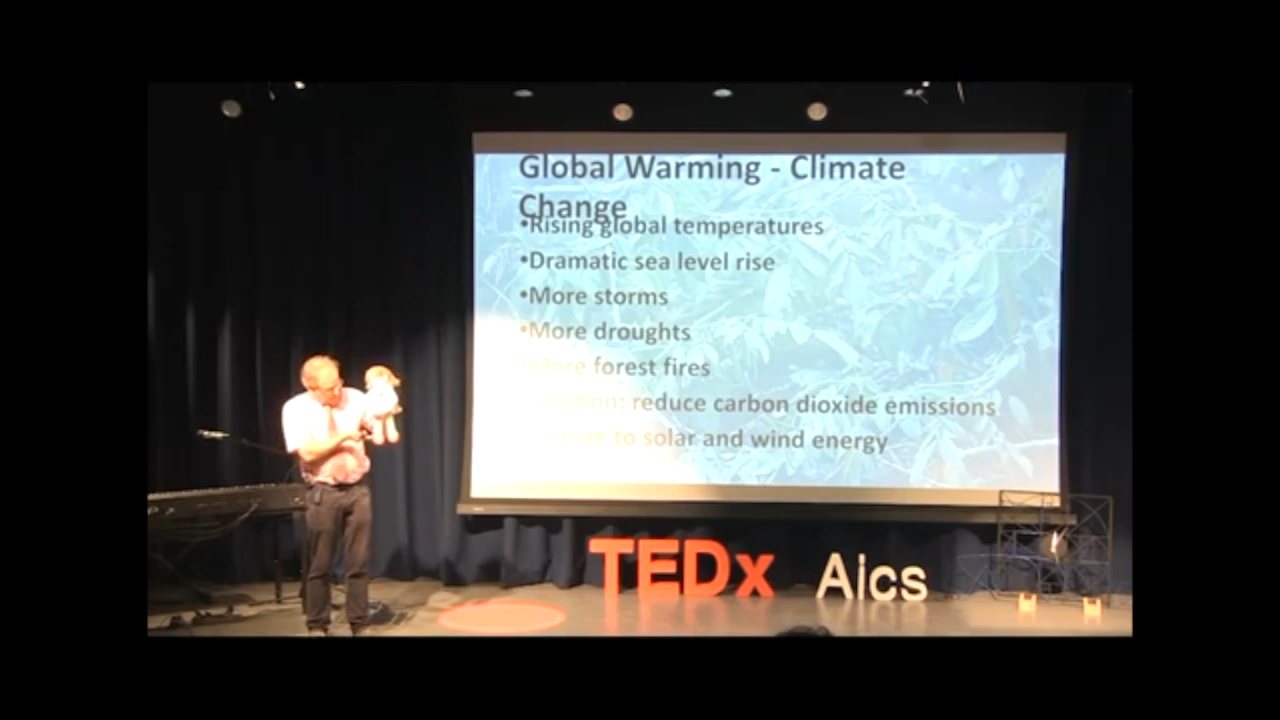 Global Warming - Climate
Change
•Rising global temperatures
•Dramatic sea level rise
•More storms
•More droughts
•More forest fires
reduce carbon dioxide emissions
to solar and wind energy
TEDx Aics